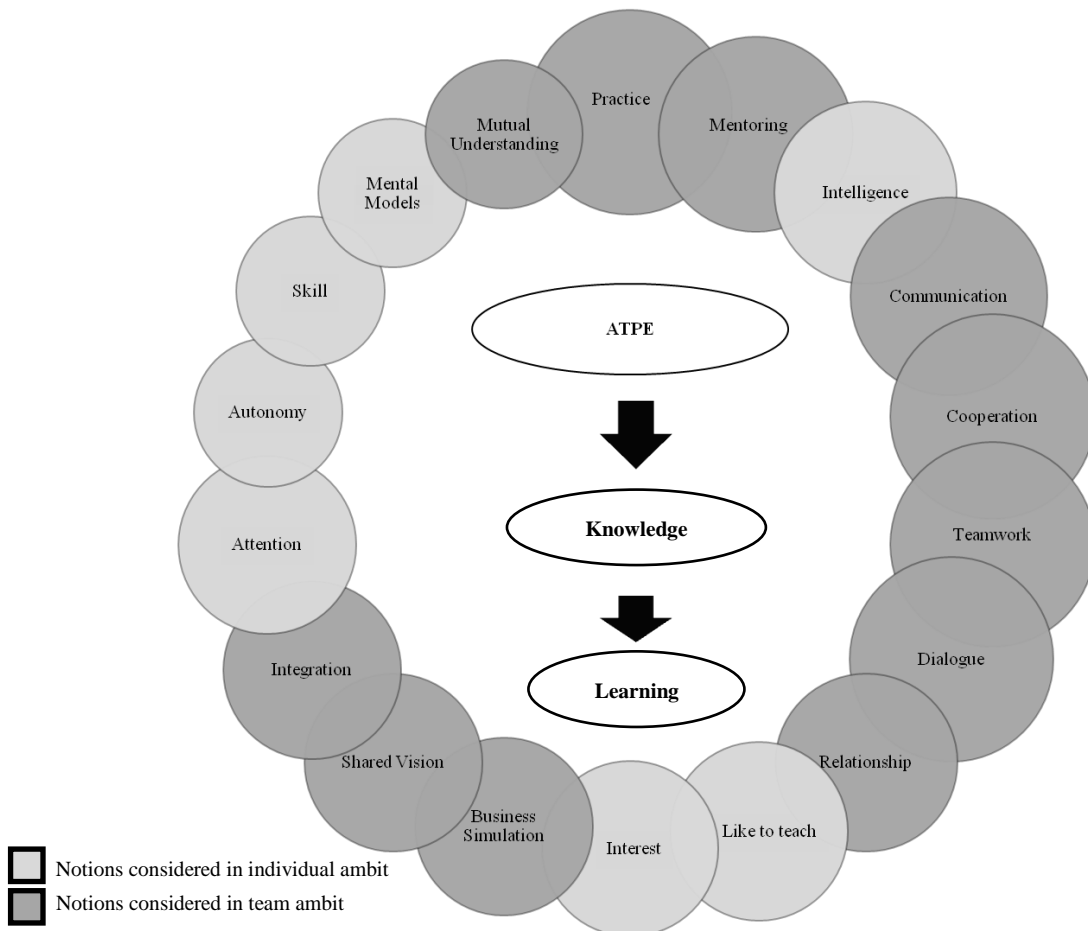 Practice
Mentoring
Mutual
Understanding
Mental
Models
Intelligence
Skill
Communication
ATPE
Autonomy
Cooperation
Knowledge
Attention
Teamwork
Integration
Dialogue
Learning
Shared Vision
Relationship
Business
Simulation
Interest
Like to teach
Notions considered in individual ambit
Notions considered in team ambit